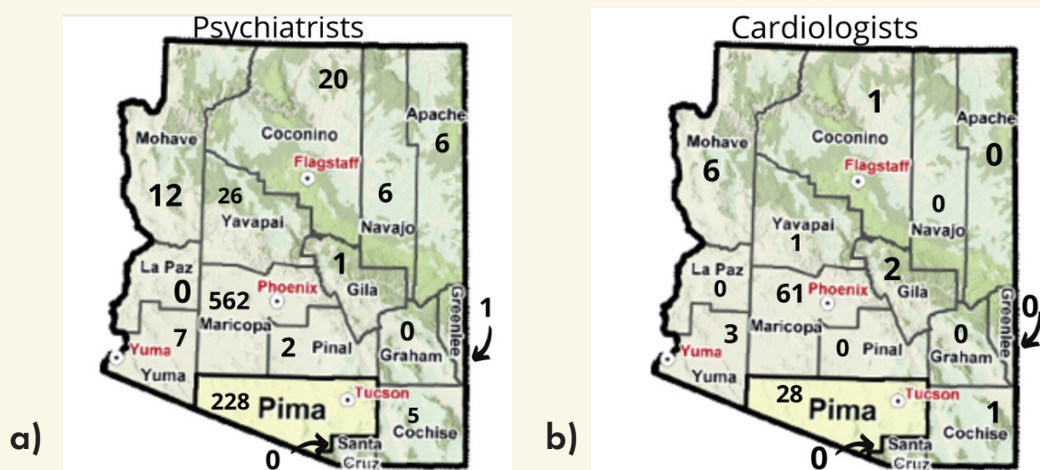 Psychiatrists
20
Apache
Mohave
Coconino
6
Flagstaff
12
26
6
Yavapai
Navajo
La Paz
1
0
Phoenix
Gila
562
Greenlee
1
7
Maricopa
0
Yuma
2
Pinal
Graham
Yuma
228
Pima
Tucson
5
Cochise
a)
Santa
Cruz
0
Cardiologists
1
Apache
Mohave
Coconino
0
6
Flagstaff
0
Yavapai
Navajo
1
La Paz
2
0
61
Phoenix
Gila
Greenlee
0
3
Maricopa
0
Yuma
0
Pinal
Graham
Yuma
28
Pima
Tucson
1
Cochise
b)
Santa
Cruz
0